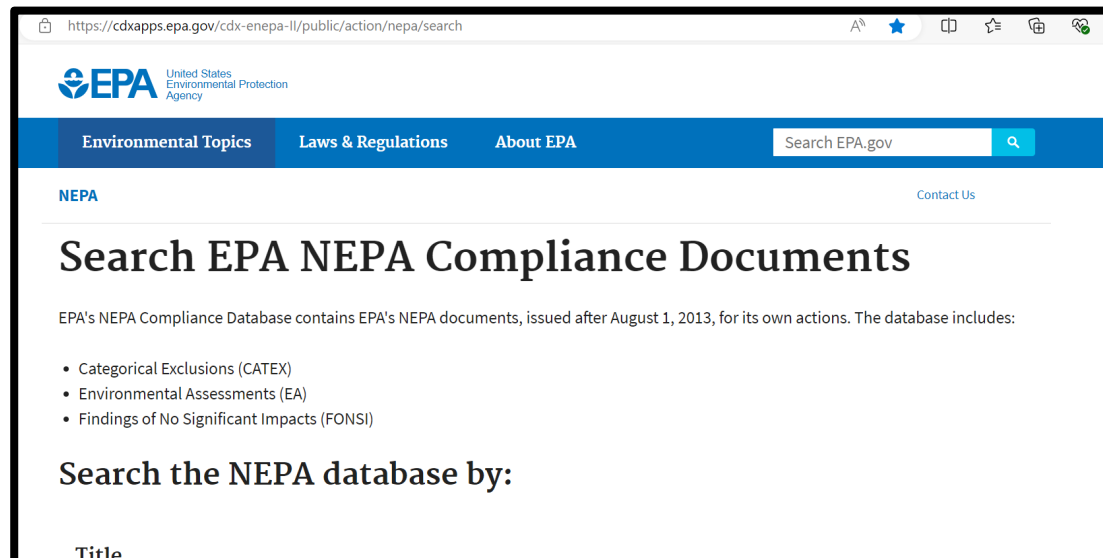 https://cdxapps.epa.gov/cdx-enepa-II/public/action/nepa/search
EPA United States
Environmental Protection
Agency
Environmental Topics Laws & Regulations About EPA Search EPA.gov
NEPA Contact Us
Search EPA NEPA Compliance Documents
EPA's NEPA Compliance Database contains EPA's NEPA documents, issued after August 1, 2013, for its own actions. The database includes:
• Categorical Exclusions (CATEX)
• Environmental Assessments (EA)
• Findings of No Significant Impacts (FONSI)
Search the NEPA database by:
Title